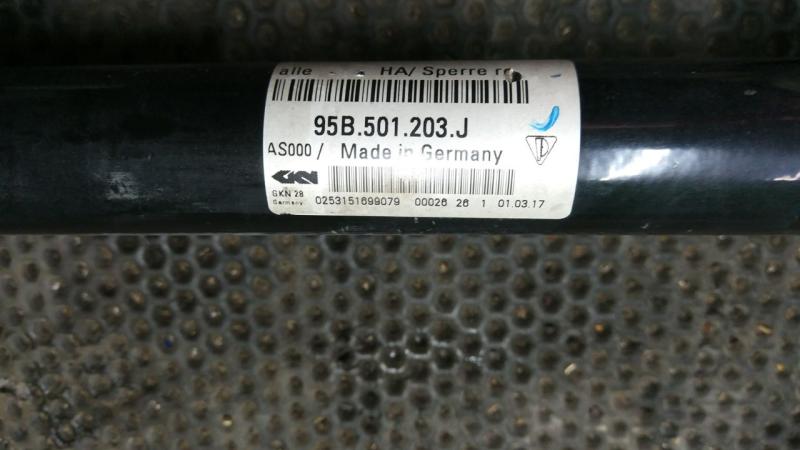 alle HA/ Sperre
95B.501.203.J
AS000 / Made in Germany
GKN
GKN 28
Germany
0253151699079 00026 26 1 01.03.17